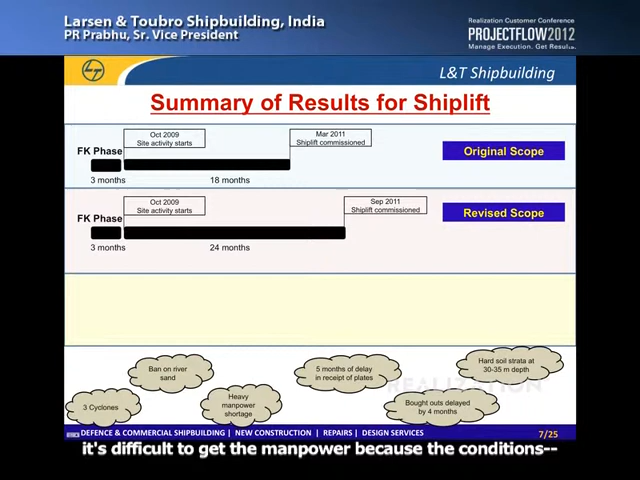 Larsen & Toubro Shipbuilding, India
PR Prabhu, Sr. Vice President
Realization Customer Conference
PROJECTFLOW2012
Manage Execution. Get Results.
L&T Shipbuilding
Summary of Results for Shiplift
Oct 2009
Site activity starts
Mar 2011
Shiplift commissioned
FK Phase
Original Scope
3 months
18 months
Oct 2009
Site activity starts
Sep 2011
Shiplift commissioned
FK Phase
Revised Scope
3 months
24 months
Ban on river
sand
5 months of delay
in receipt of plates
Hard soil strata at
30-35 m depth
REALIZATION
3 Cyclones
Heavy
manpower
shortage
Bought outs delayed
by 4 months
DEFENCE & COMMERCIAL SHIPBUILDING | NEW CONSTRUCTION | REPAIRS | DESIGN SERVICES
7/25
it's difficult to get the manpower because the conditions--